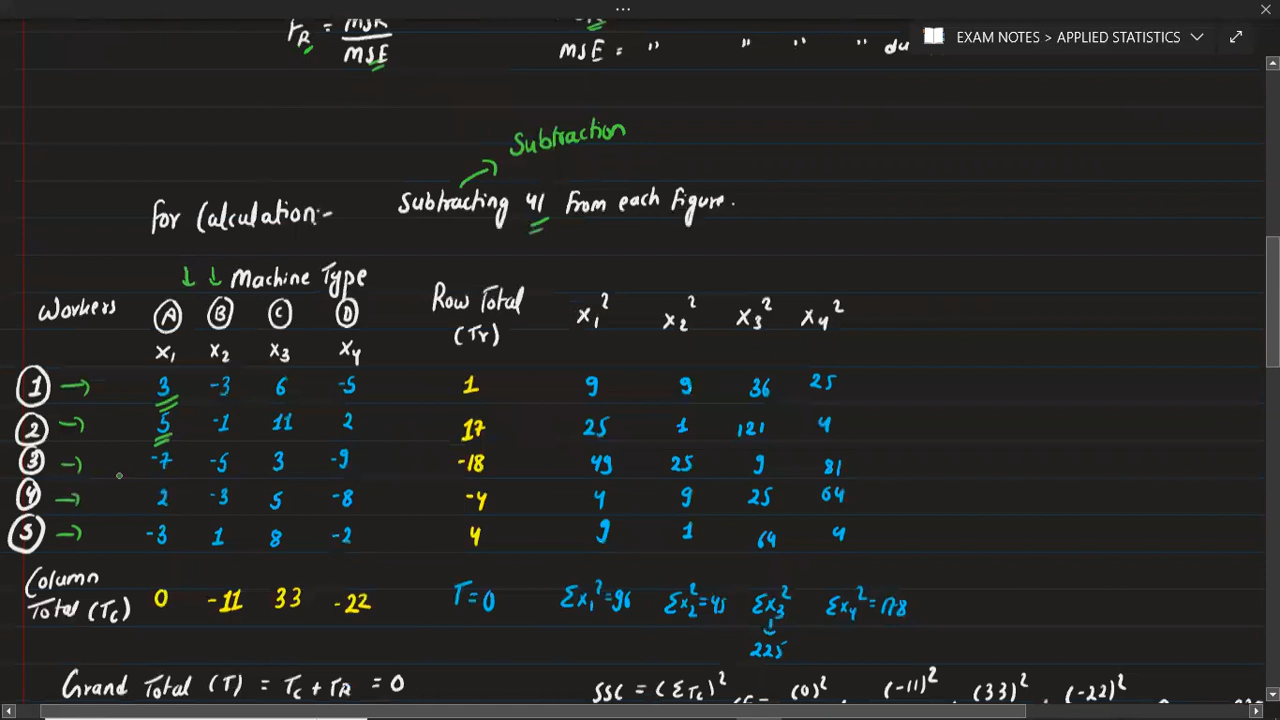 ...
EXAM NOTES > APPLIED STATISTICS
= MSR / MSE
MSE = " " " " du
Subtraction
for Calculation:- Subtracting 41 from each figure.
Machine Type
Workers A B C D Row Total (Tr) x₁² x₂² x₃² x₄²
x₁ x₂ x₃ x₄
1 → 3 -3 6 -5 1 9 9 36 25
2 → 5 -1 11 2 17 25 1 121 4
3 → -7 -5 3 -9 -18 49 25 9 81
4 → 2 -3 5 -8 -4 4 9 25 64
5 → -3 1 8 -2 4 9 1 64 4
Column Total (Tc) 0 -11 33 -22 T=0 Σx₁²=96 Σx₂²=45 Σx₃² Σx₄²=178
225
Grand Total (T) = Tc + TR = 0 SSC = (ΣTc)² (0)² (-11)² (33)² (-22)²